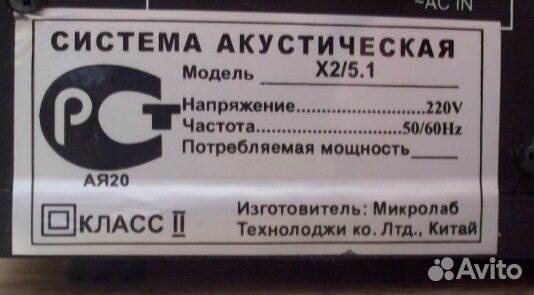 ~AC IN
СИСТЕМА АКУСТИЧЕСКАЯ
Модель X2/5.1
Напряжение..................220V
Частота......................50/60Hz
Потребляемая мощность____
РСТ
АЯ20
КЛАСС II
Изготовитель: Микролаб
Технолоджи ко. Лтд., Китай
Avito